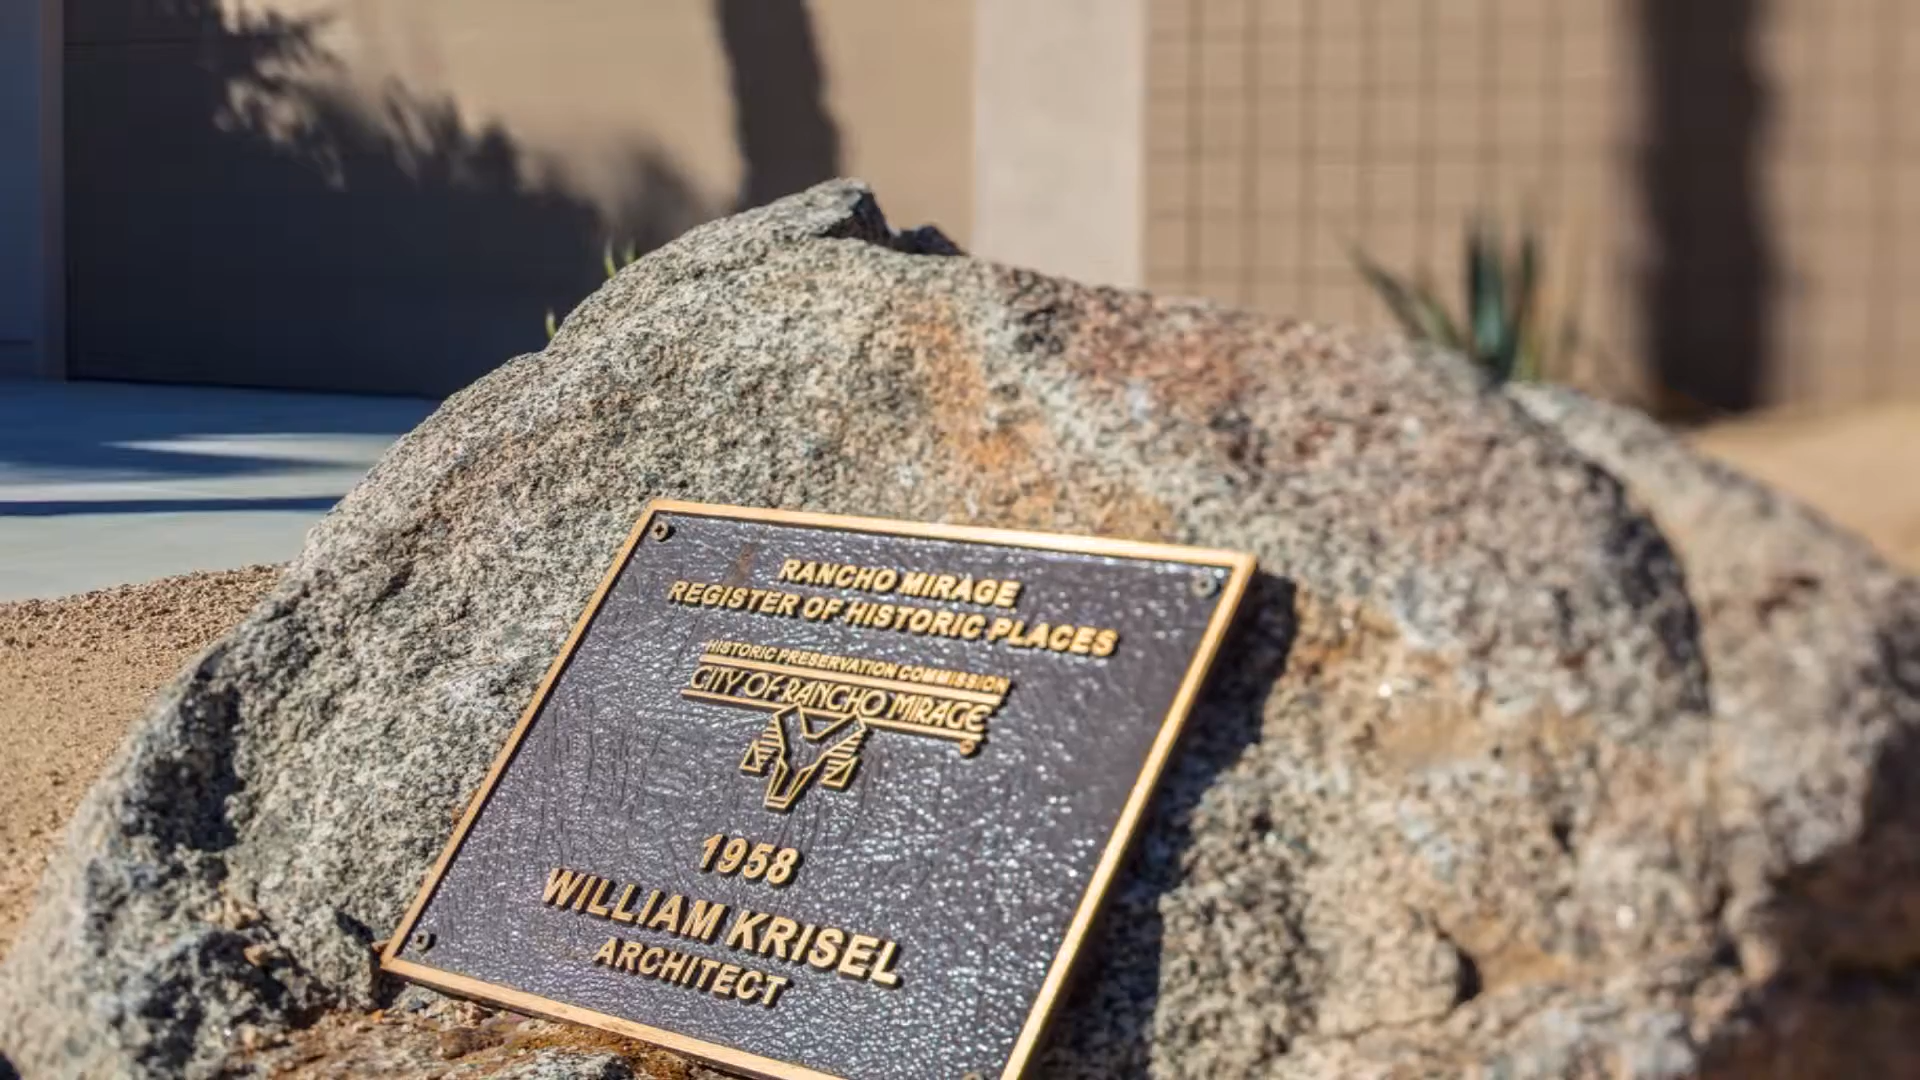 RANCHO MIRAGE
REGISTER OF HISTORIC PLACES
HISTORIC PRESERVATION COMMISSION
CITY OF RANCHO MIRAGE
1958
WILLIAM KRISEL
ARCHITECT